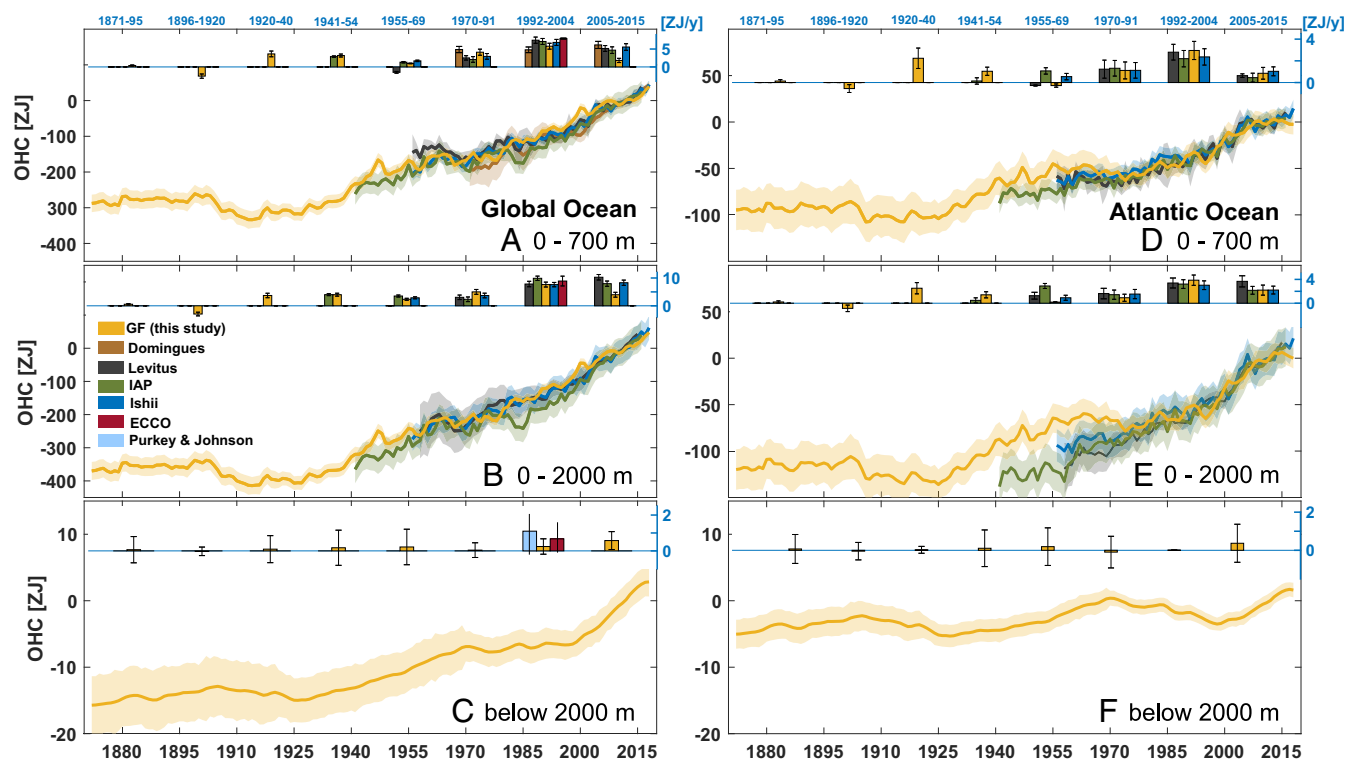 1871-95 1896-1920 1920-40 1941-54 1955-69 1970-91 1992-2004 2005-2015 [ZJ/y]
5
0
0
-100
-200
300
-400
OHC [ZJ]
Global Ocean
A 0 - 700 m
10
0
0
-100
-200
-300
-400
OHC [ZJ]
GF (this study)
Domingues
Levitus
IAP
Ishii
ECCO
Purkey & Johnson
B 0 - 2000 m
2
0
10
0
-10
-20
OHC [ZJ]
C below 2000 m
1880 1895 1910 1925 1940 1955 1970 1985 2000 2015
1871-95 1896-1920 1920-40 1941-54 1955-69 1970-91 1992-2004 2005-2015 [ZJ/y]
4
2
0
50
0
-50
-100
Atlantic Ocean
D 0 - 700 m
4
2
0
50
0
-50
-100
E 0 - 2000 m
2
0
10
0
-10
-20
F below 2000 m
1880 1895 1910 1925 1940 1955 1970 1985 2000 2015